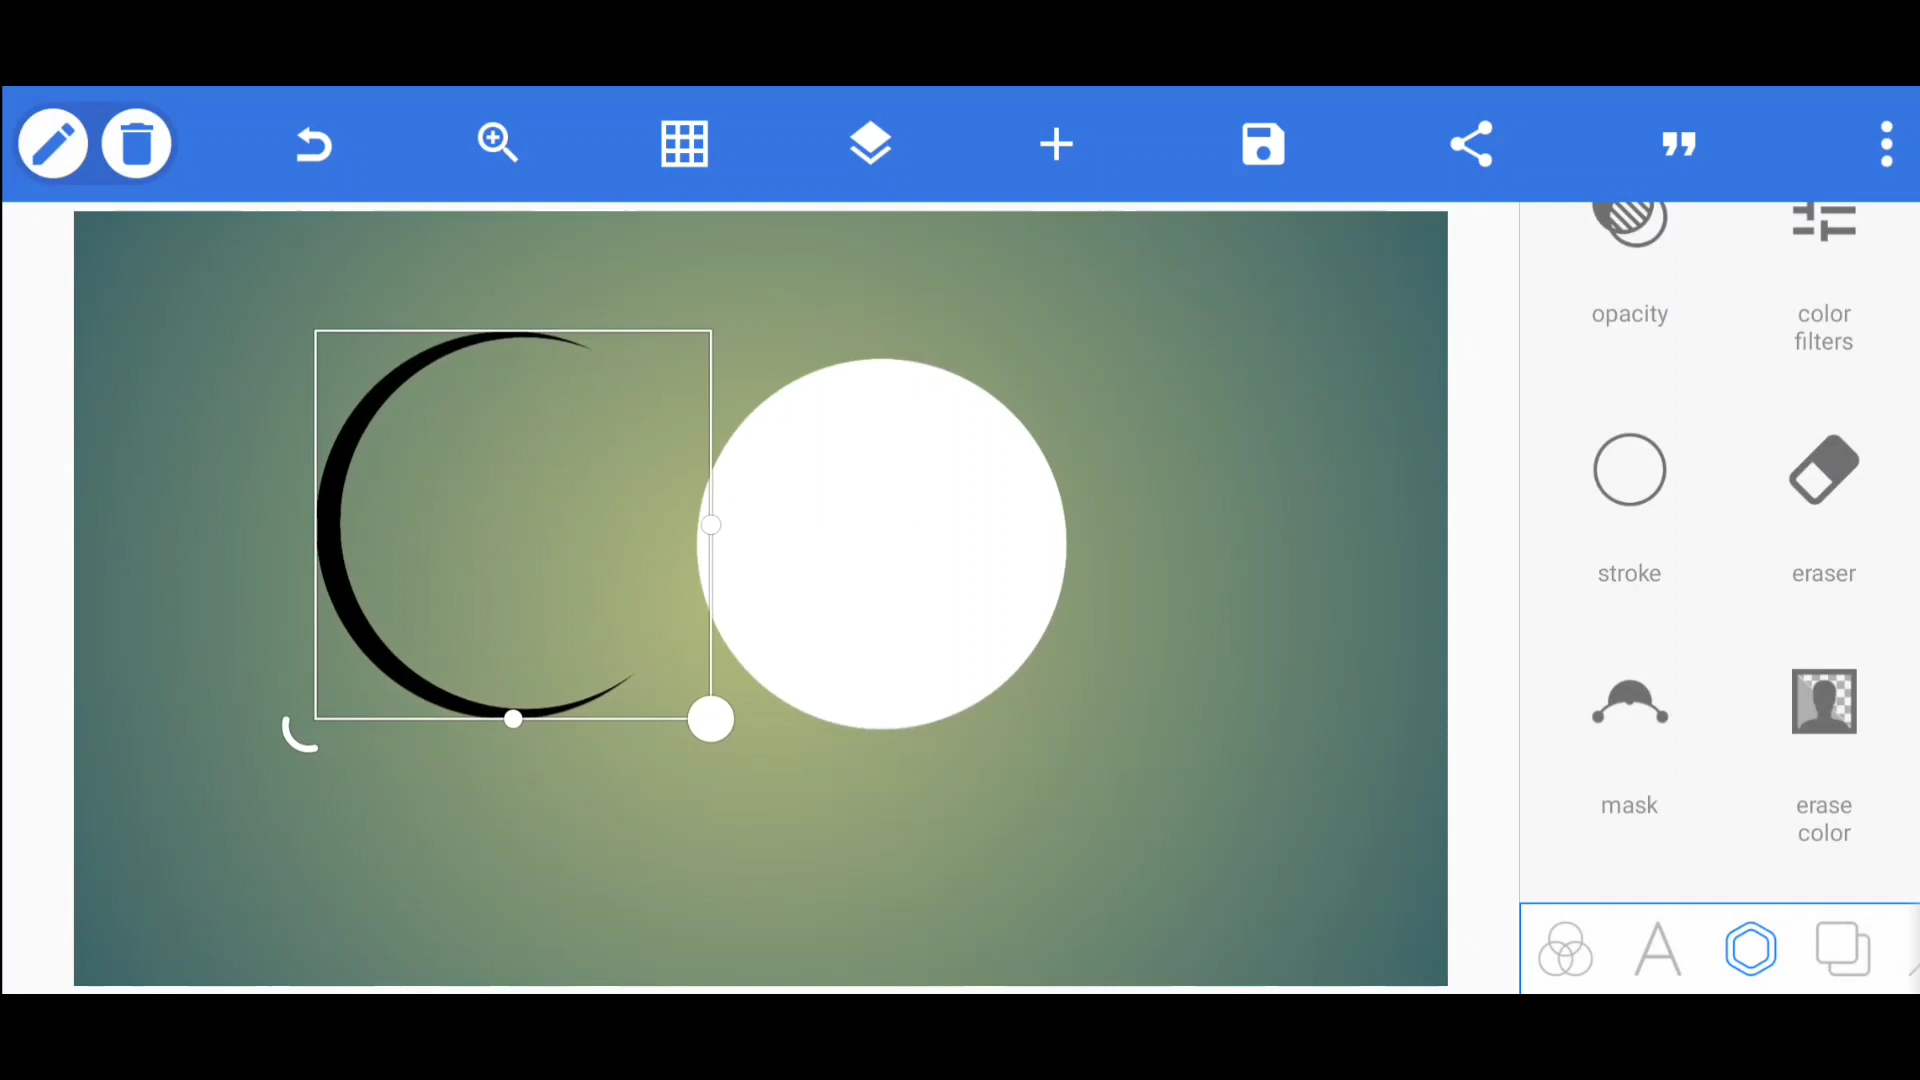 opacity
color
filters
stroke
eraser
mask
erase
color